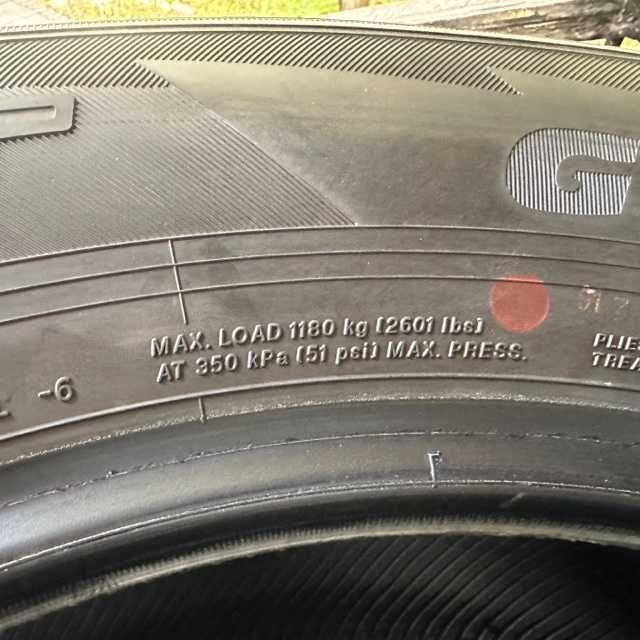 G
MAX. LOAD 1180 kg (2601 lbs)
AT 350 kPa (51 psi) MAX. PRESS.
PLIES
TREA
-6